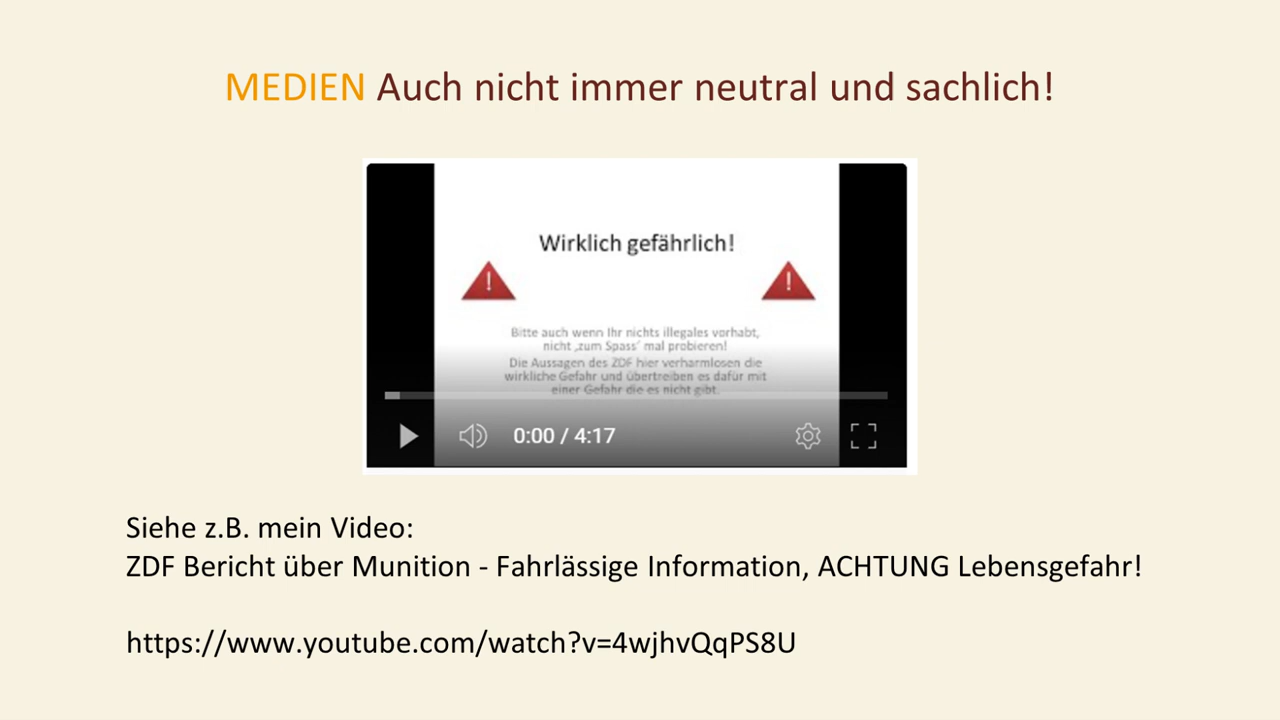 MEDIEN Auch nicht immer neutral und sachlich!
Wirklich gefährlich!
!
!
Bitte auch wenn Ihr nichts illegales vorhabt,
nicht ‚zum Spass' mal probieren!
Die Aussagen des ZDF hier verharmlosen die
wirkliche Gefahr und übertreiben es dafür mit
einer Gefahr die es nicht gibt.
0:00 / 4:17
Siehe z.B. mein Video:
ZDF Bericht über Munition - Fahrlässige Information, ACHTUNG Lebensgefahr!
https://www.youtube.com/watch?v=4wjhvQqPS8U